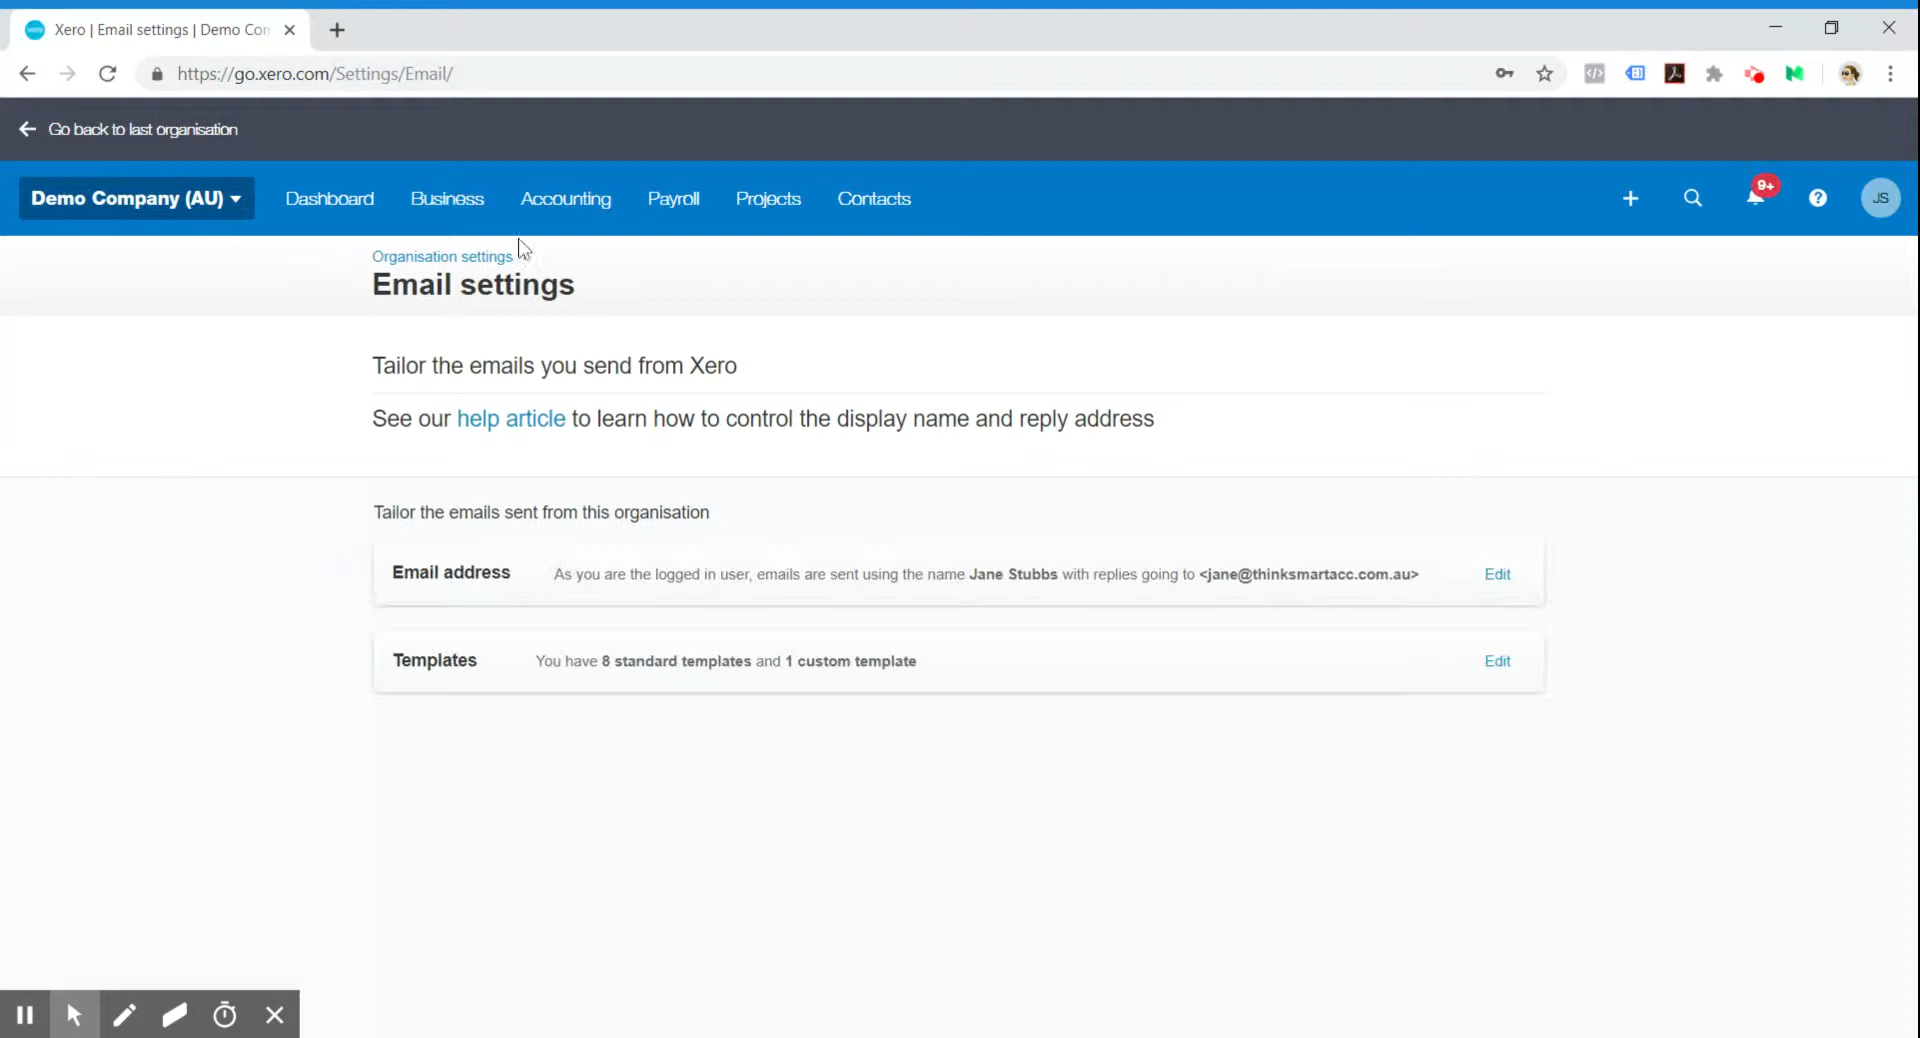 Xero | Email settings | Demo Con
https://go.xero.com/Settings/Email/
Go back to last organisation
Demo Company (AU)
Dashboard
Business
Accounting
Payroll
Projects
Contacts
9+
JS
Organisation settings
Email settings
Tailor the emails you send from Xero
See our help article to learn how to control the display name and reply address
Tailor the emails sent from this organisation
Email address As you are the logged in user, emails are sent using the name Jane Stubbs with replies going to <jane@thinksmartacc.com.au> Edit
Templates You have 8 standard templates and 1 custom template Edit